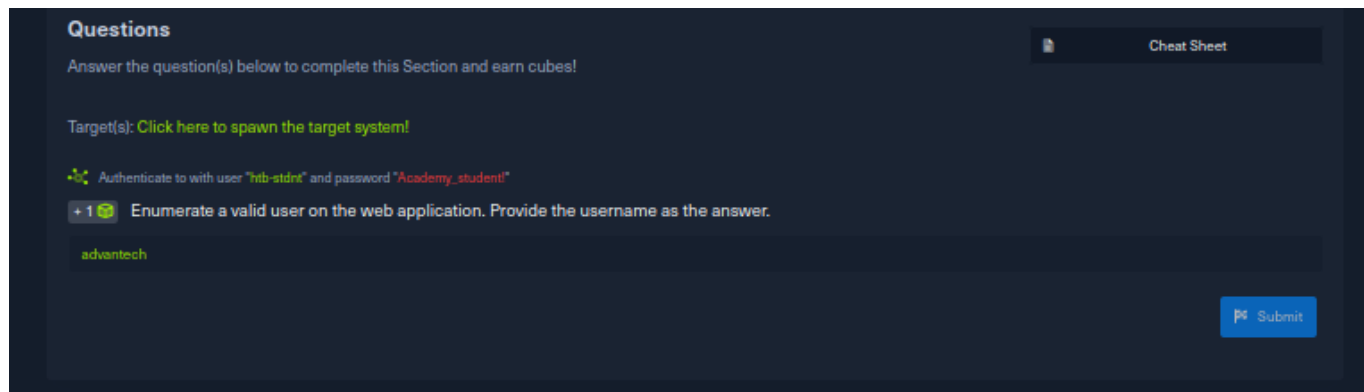 Questions
Cheat Sheet
Answer the question(s) below to complete this Section and earn cubes!
Target(s): Click here to spawn the target system!
Authenticate to with user "htb-stdnt" and password "Academy_student!"
+ 1 Enumerate a valid user on the web application. Provide the username as the answer.
advantech
Submit